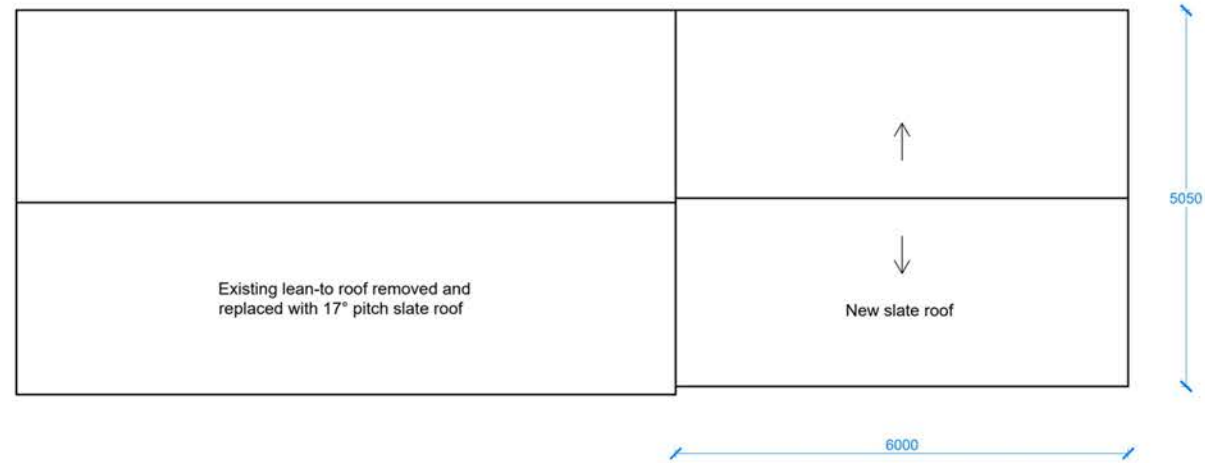 5050
Existing lean-to roof removed and
replaced with 17° pitch slate roof
New slate roof
6000